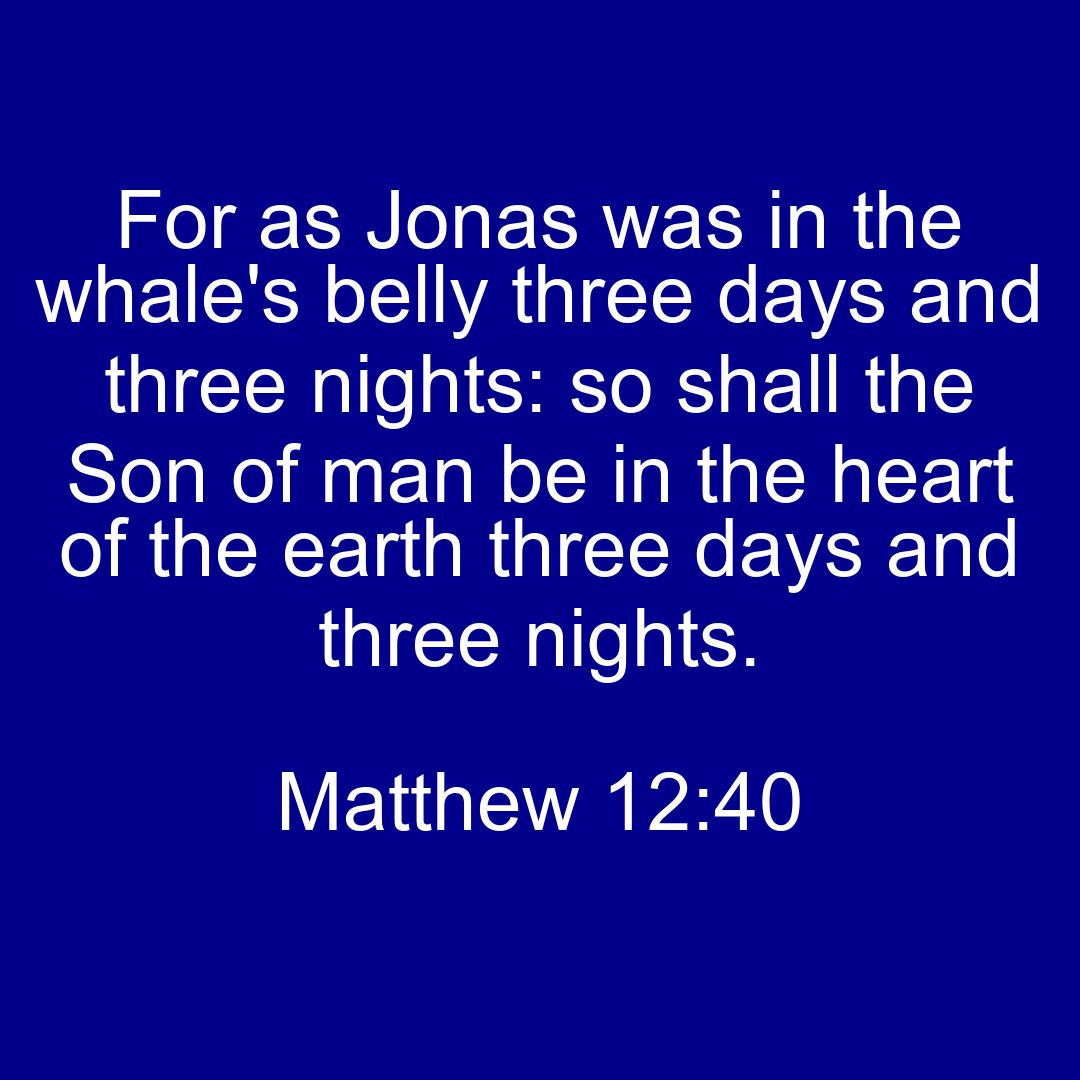 For as Jonas was in the
whale's belly three days and
three nights: so shall the
Son of man be in the heart
of the earth three days and
three nights.
Matthew 12:40